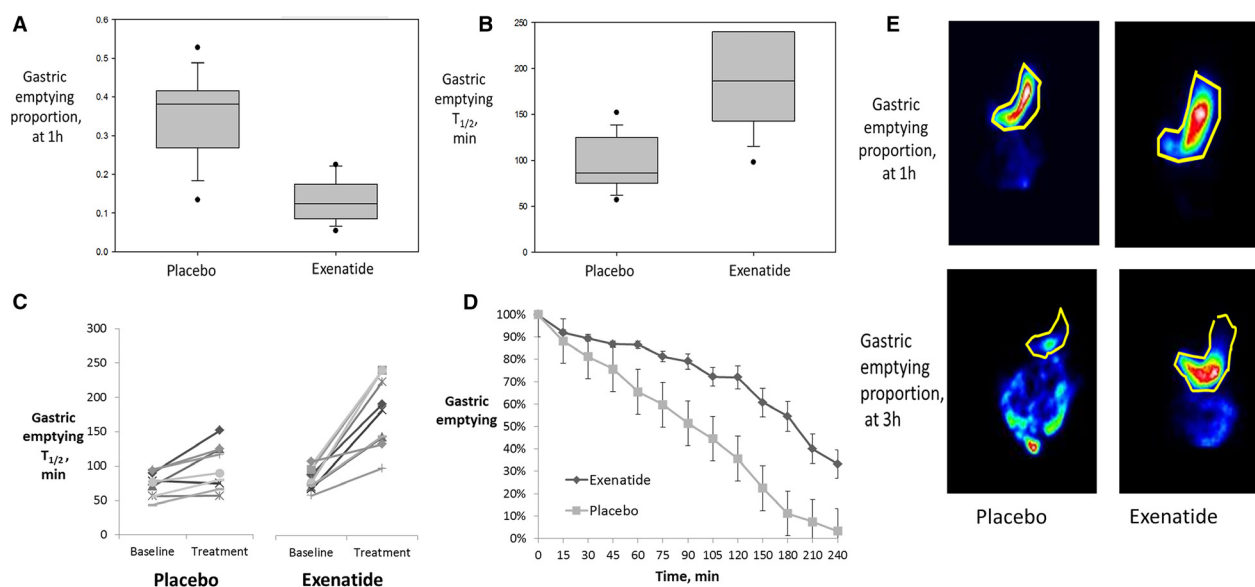 A
Gastric
emptying
proportion,
at 1h
0.6
0.5
0.4
0.3
0.2
0.1
0.0
Placebo
Exenatide
B
Gastric
emptying
T1/2,
min
250
200
150
100
50
0
Placebo
Exenatide
C
Gastric
emptying
T1/2 ,
min
300
250
200
150
100
50
0
Baseline
Treatment
Baseline
Treatment
Placebo
Exenatide
D
Gastric
emptying
100%
90%
80%
70%
60%
50%
40%
30%
20%
10%
0%
Exenatide
Placebo
0 15 30 45 60 75 90 105 120 150 180 210 240
Time, min
E
Gastric
emptying
proportion,
at 1h
Gastric
emptying
proportion,
at 3h
Placebo
Exenatide